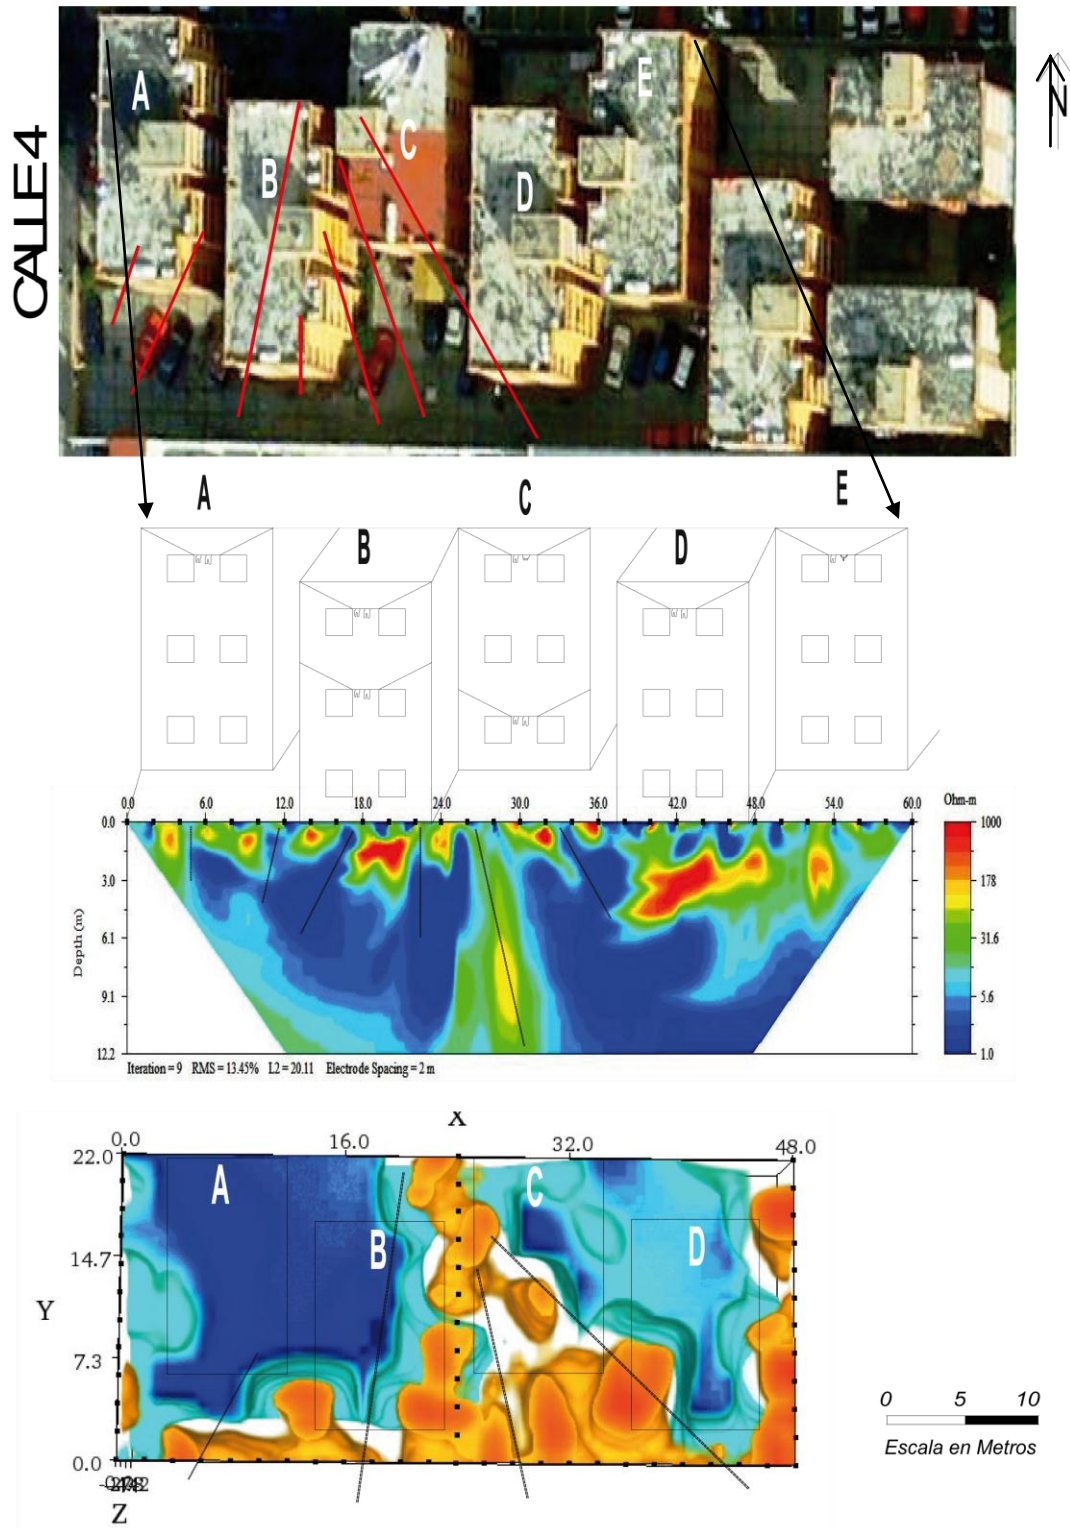 CALLE 4
N
A
B
C
D
E
A
B
C
D
E
0.0 6.0 12.0 18.0 24.0 30.0 36.0 42.0 48.0 54.0 60.0
Ohm-m
0.0
3.0
6.1
9.1
12.2
Depth (m)
1000
178
31.6
5.6
1.0
Iteration = 9 RMS = 13.45% L2 = 20.11 Electrode Spacing = 2 m
X
0.0 16.0 32.0 48.0
22.0
14.7
7.3
0.0
Y
Z
A
B
C
D
0 5 10
Escala en Metros